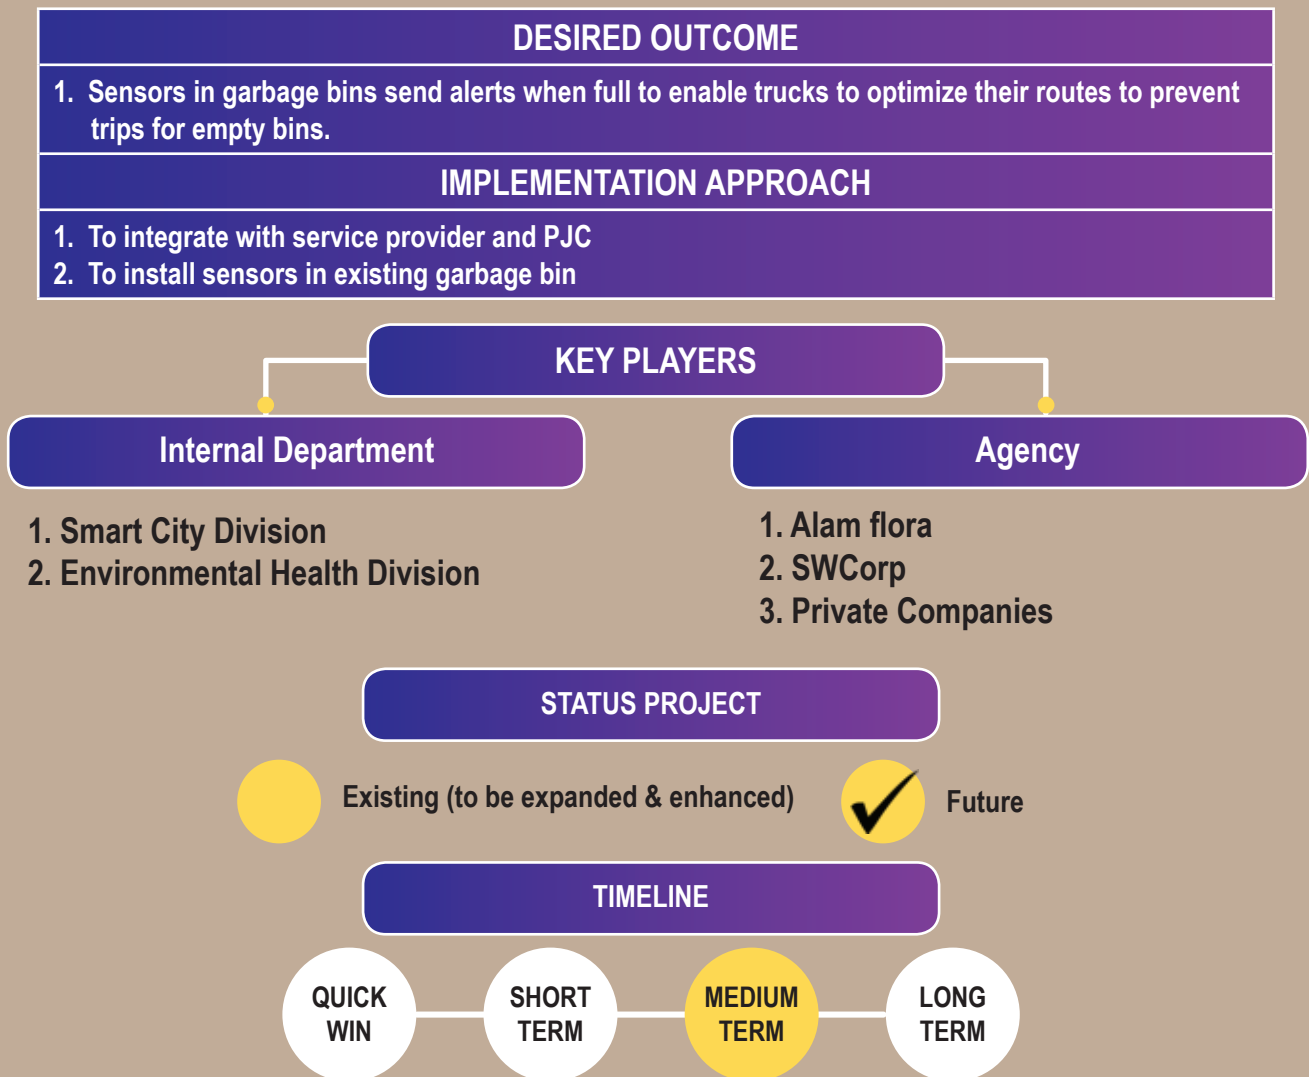 DESIRED OUTCOME
1. Sensors in garbage bins send alerts when full to enable trucks to optimize their routes to prevent
trips for empty bins.
IMPLEMENTATION APPROACH
1. To integrate with service provider and PJC
2. To install sensors in existing garbage bin
KEY PLAYERS
Internal Department
1. Smart City Division
2. Environmental Health Division
Agency
1. Alam flora
2. SWCorp
3. Private Companies
STATUS PROJECT
Existing (to be expanded & enhanced)
Future
TIMELINE
QUICK
WIN
SHORT
TERM
MEDIUM
TERM
LONG
TERM